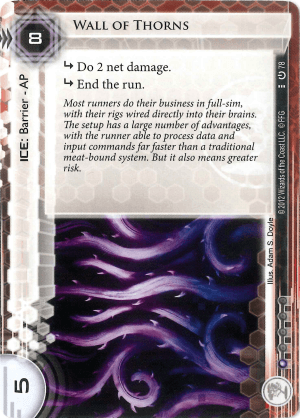 8
WALL OF THORNS
↳ Do 2 net damage.
↳ End the run.
Most runners do their business in full-sim,
with their rigs wired directly into their brains.
The setup has a large number of advantages,
with the runner able to process data and
input commands far faster than a traditional
meat-bound system. But it also means greater
risk.
ICE: Barrier - AP
78
© 2012 Wizards of the Coast LLC. © FFG
Illus. Adam S. Doyle
5